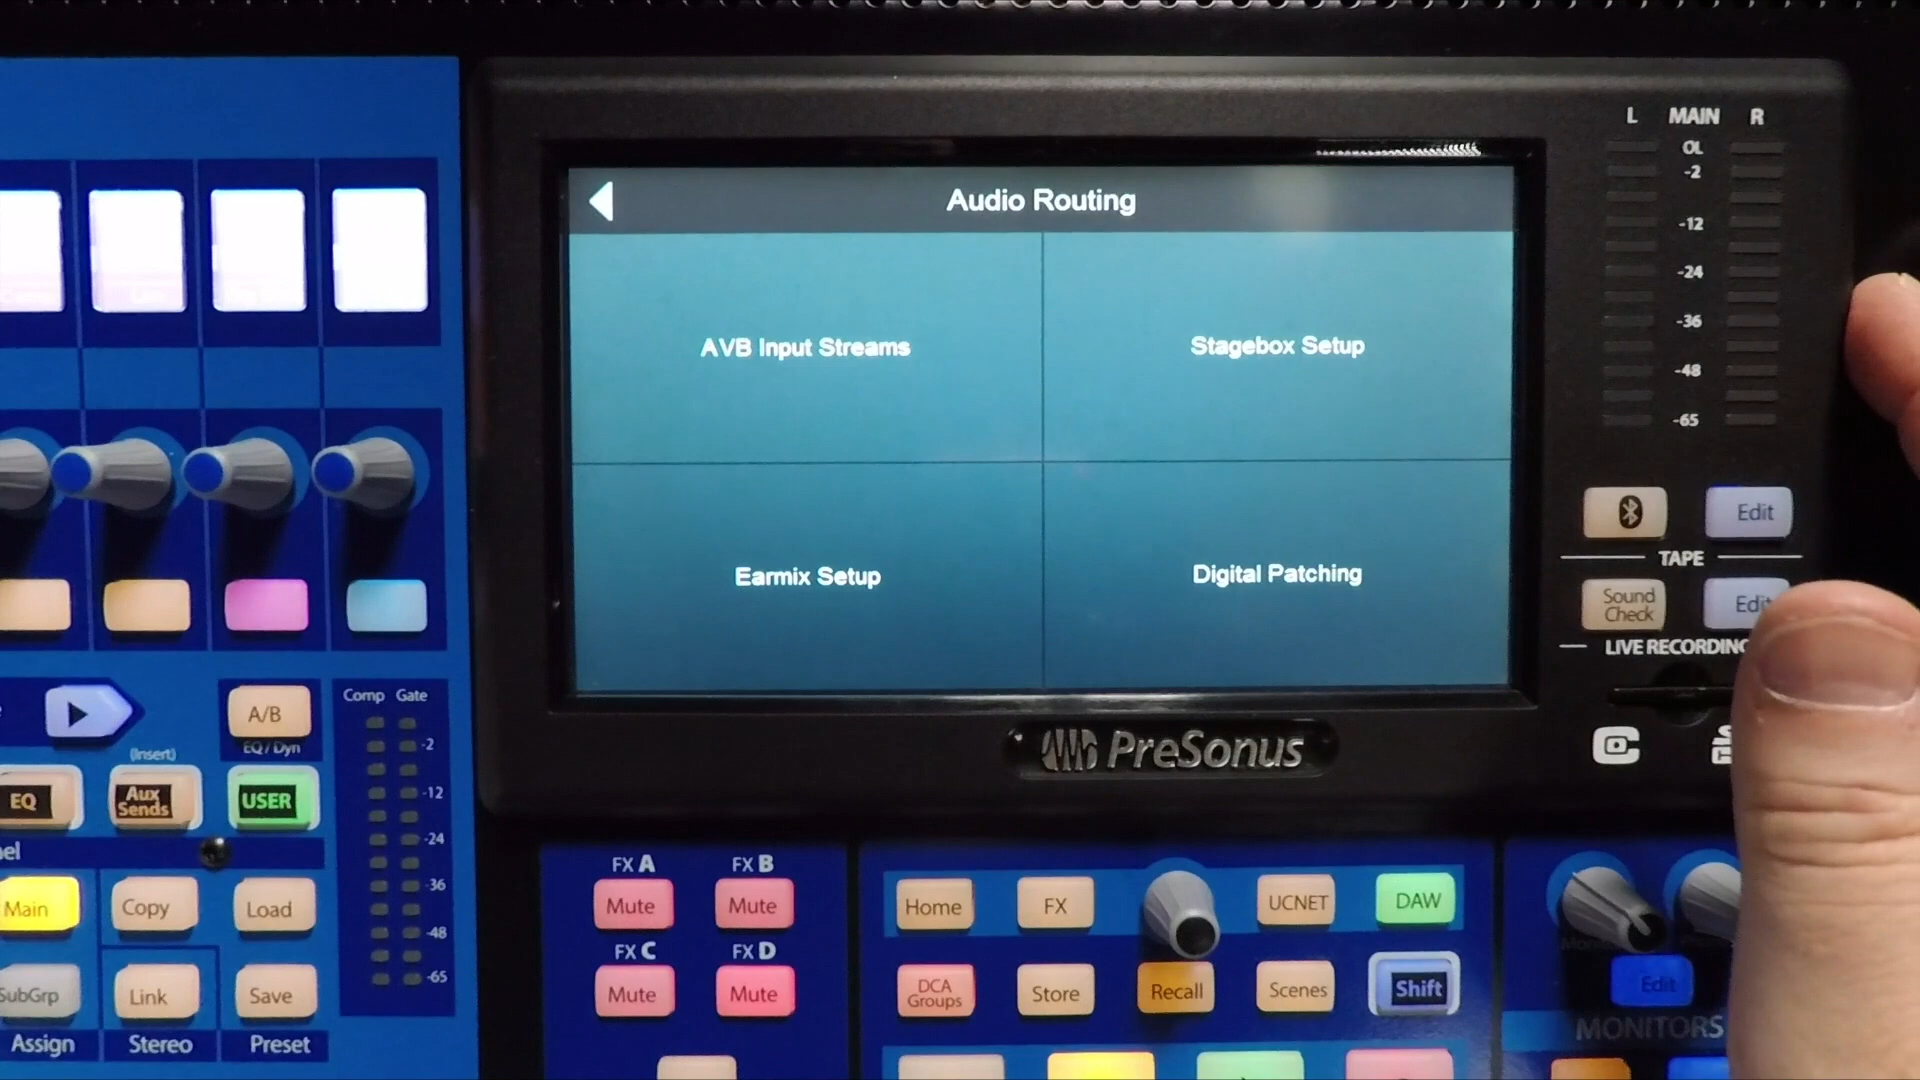 L MAIN R
OL
-2
-12
-24
-36
-48
-65
Audio Routing
AVB Input Streams
Stagebox Setup
Earmix Setup
Digital Patching
Edit
TAPE
Sound
Check
Edit
LIVE RECORDING
PreSonus
A/B
EQ / Dyn
Comp Gate
-2
-12
-24
-36
-48
-65
(Insert)
EQ
Aux
Sends
USER
Main
Copy
Load
SubGrp
Link
Save
Assign
Stereo
Preset
FX A
FX B
Mute
Mute
FX C
FX D
Mute
Mute
Home
FX
UCNET
DAW
DCA
Groups
Store
Recall
Scenes
Shift
Edit
MONITORS